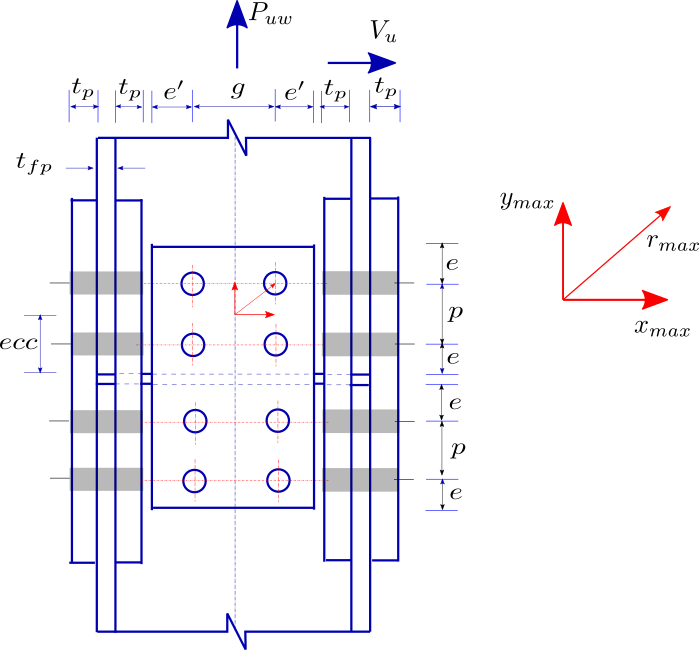 P_{uw}
V_u
t_p t_p e' g e' t_p t_p
t_{fp}
y_{max}
r_{max}
x_{max}
e
p
ecc
e
e
p
e